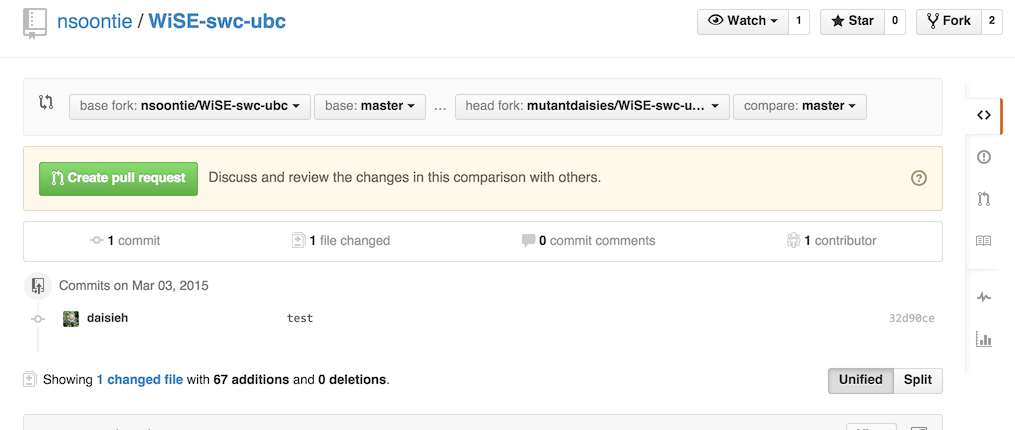 nsoontie / WiSE-swc-ubc
Watch 1 Star 0 Fork 2
base fork: nsoontie/WiSE-swc-ubc base: master ... head fork: mutantdaisies/WiSE-swc-u... compare: master
Create pull request Discuss and review the changes in this comparison with others.
1 commit 1 file changed 0 commit comments 1 contributor
Commits on Mar 03, 2015
daisieh test 32d90ce
Showing 1 changed file with 67 additions and 0 deletions. Unified Split